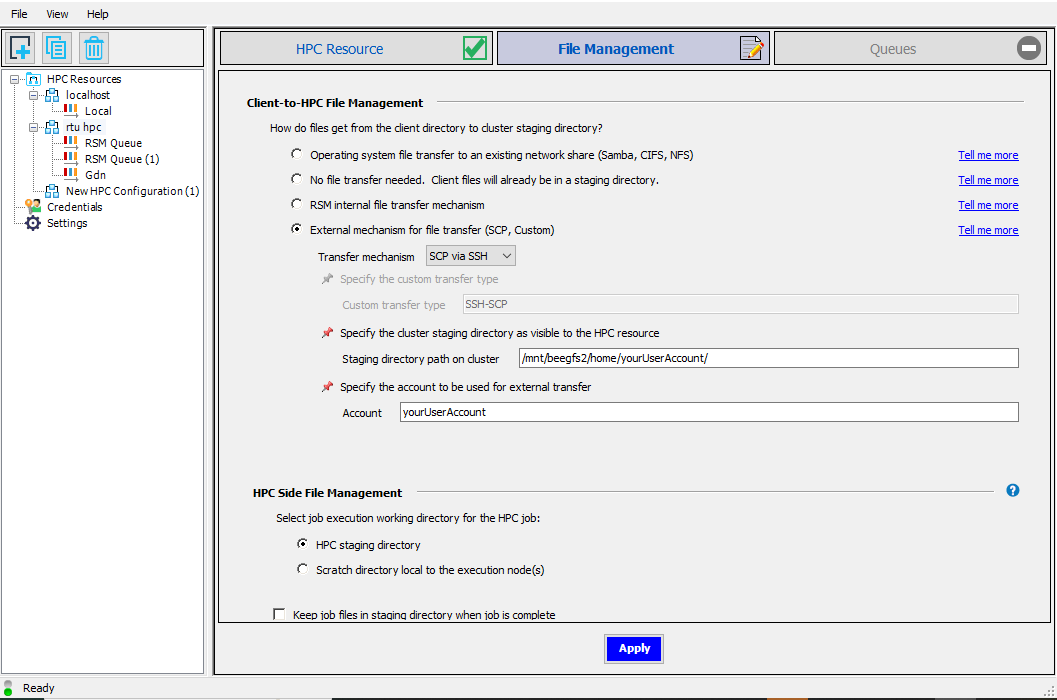 File View Help
HPC Resource File Management Queues
HPC Resources
localhost
Local
rtu hpc
RSM Queue
RSM Queue (1)
Gdn
New HPC Configuration (1)
Credentials
Settings
Client-to-HPC File Management
How do files get from the client directory to cluster staging directory?
Operating system file transfer to an existing network share (Samba, CIFS, NFS) Tell me more
No file transfer needed. Client files will already be in a staging directory. Tell me more
RSM internal file transfer mechanism Tell me more
External mechanism for file transfer (SCP, Custom) Tell me more
Transfer mechanism SCP via SSH
Specify the custom transfer type
Custom transfer type SSH-SCP
Specify the cluster staging directory as visible to the HPC resource
Staging directory path on cluster /mnt/beegfs2/home/yourUserAccount/
Specify the account to be used for external transfer
Account yourUserAccount
HPC Side File Management
Select job execution working directory for the HPC job:
HPC staging directory
Scratch directory local to the execution node(s)
Keep job files in staging directory when job is complete
Apply
Ready